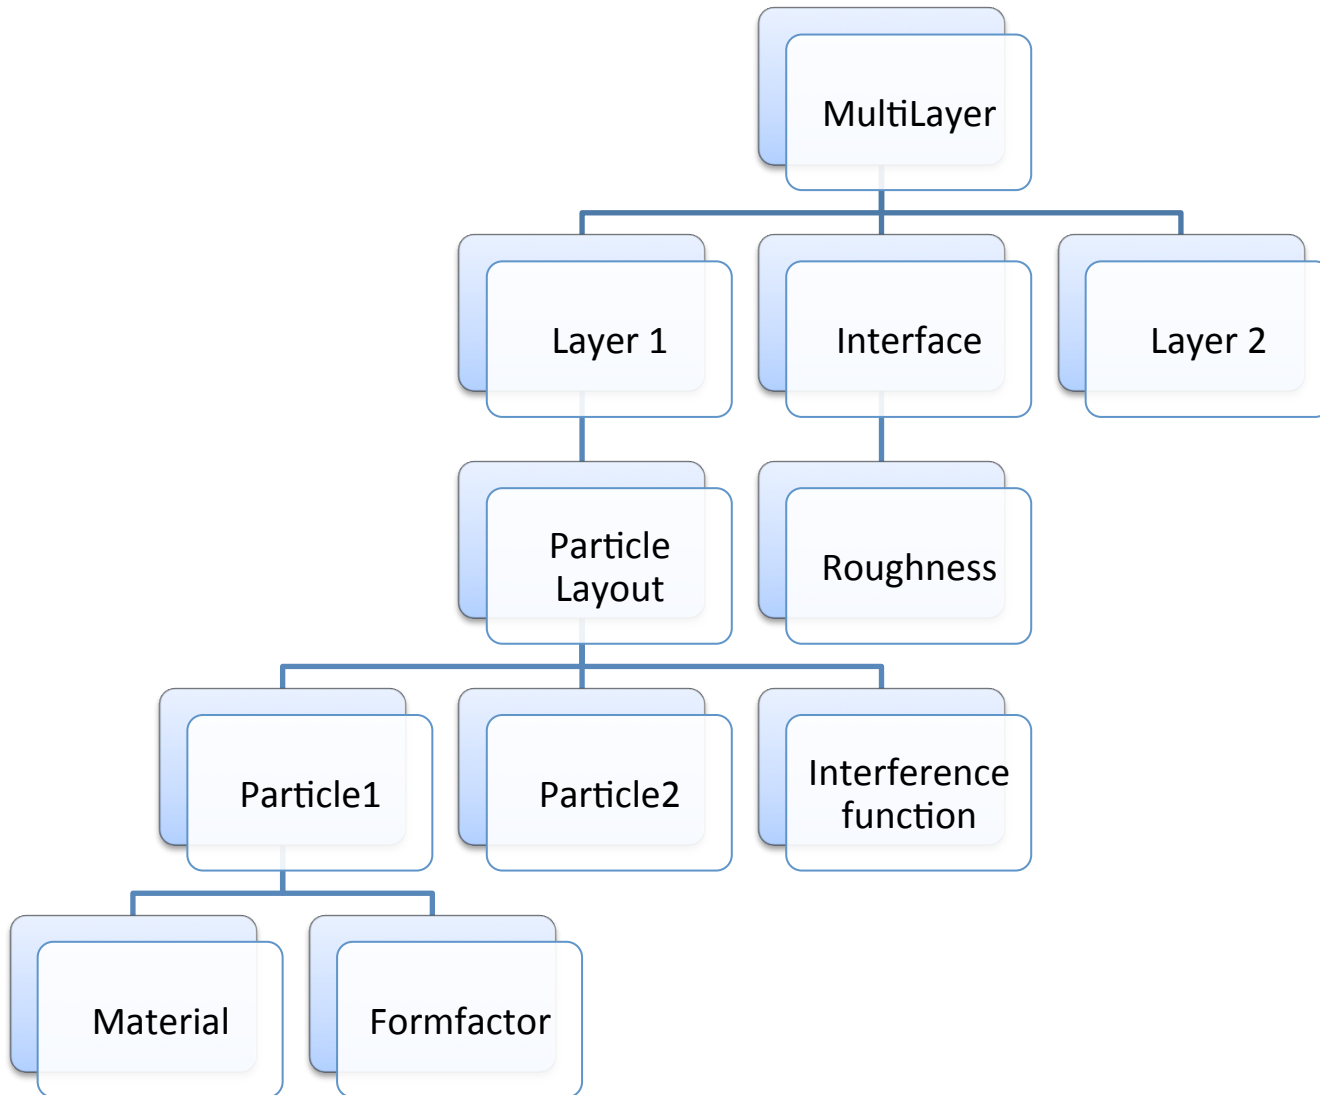 MultiLayer
Layer 1
Interface
Layer 2
Particle
Layout
Roughness
Particle1
Particle2
Interference
function
Material
Formfactor